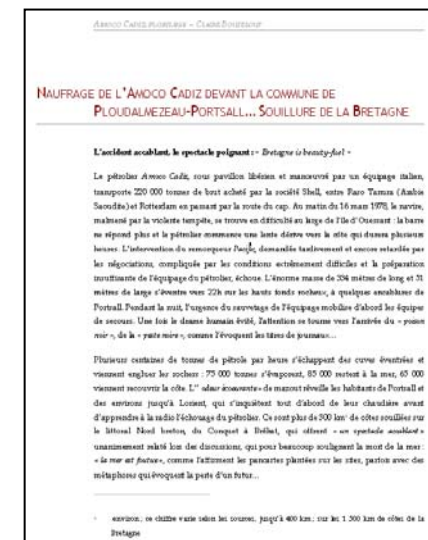 AMOCO CADIZ
NAUFRAGE DE L'AMOCO CADIZ DEVANT LA COMMUNE DE
PLOUDALMEZEAU-PORTSALL... SOUILLURE DE LA BRETAGNE
L'accident accablant, le spectacle poignant : « Bretagne is beauty-fuel »
Le pétrolier Amoco Cadiz, sous pavillon libérien et manœuvré par un équipage italien,
transporte 220 000 tonnes de brut acheté par la société Shell, entre Raso Tanura (Arabie
Saoudite) et Rotterdam en passant par la route du cap. Au matin du 16 mars 1978, le navire,
malmené par la violente tempête, se trouve en difficulté au large de l'île d'Ouessant : la barre
ne répond plus et le pétrolier commence une lente dérive vers la côte qui durera plusieurs
heures. L'intervention du remorqueur Pacific, demandée tardivement et encore retardée par
les négociations, compliquée par les conditions extrêmement difficiles et la préparation
insuffisante de l'équipage du pétrolier, échoue. L'énorme masse de 334 mètres de long et 51
mètres de large s'éventre vers 22h sur les hauts fonds rocheux, à quelques encablures de
Portsall. Pendant la nuit, l'urgence du sauvetage de l'équipage mobilise d'abord les équipes
de secours. Une fois le drame humain évité, l'attention se tourne vers l'arrivée du « poison
noir », de la « marée noire », comme l'évoquent les titres de journaux...
Plusieurs centaines de tonnes de pétrole par heure s'échappent des cuves éventrées et
viennent engluer les rochers : 75 000 tonnes s'évaporent, 85 000 restent à la mer, 65 000
viennent recouvrir la côte. L'« odeur écœurante » de mazout réveille les habitants de Portsall et
des environs jusqu'à Lorient, qui s'inquiètent tout d'abord de leur chaudière avant
d'apprendre à la radio l'échouage du pétrolier. Ce sont plus de 300 km de côtes souillées sur
le littoral Nord breton, du Conquet à Bréhat, qui offrent « un spectacle accablant »
unanimement relaté lors des discussions, qui pour beaucoup soulignent la mort de la mer :
« la mer est foutue », comme l'affirment les pancartes plantées sur les sites, parfois avec des
métaphores qui évoquent la perte d'un futur...
environ ; ce chiffre varie selon les sources, jusqu'à 400 km ; sur les 1 300 km de côtes de la
Bretagne